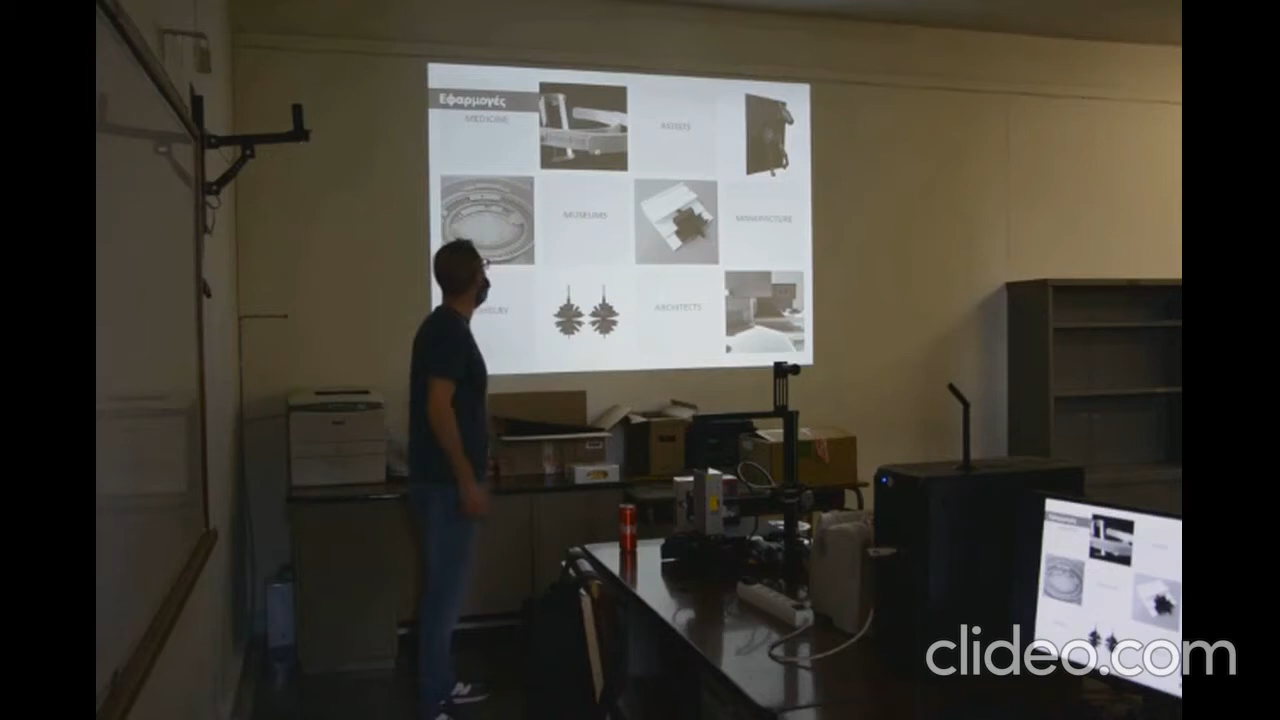 Εφαρμογές
MEDICINE
ARTISTS
MUSEUMS
MANUFACTURE
ARCHITECTS
clideo.com